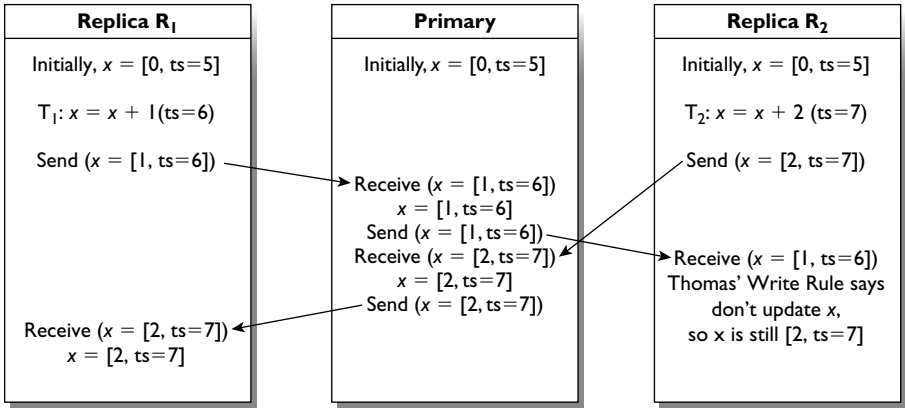 Replica R₁
Initially, x = [0, ts=5]
T₁: x = x + 1(ts=6)
Send (x = [1, ts=6])
Receive (x = [2, ts=7])
x = [2, ts=7]
Primary
Initially, x = [0, ts=5]
Receive (x = [1, ts=6])
x = [1, ts=6]
Send (x = [1, ts=6])
Receive (x = [2, ts=7])
x = [2, ts=7]
Send (x = [2, ts=7])
Replica R₂
Initially, x = [0, ts=5]
T₂: x = x + 2 (ts=7)
Send (x = [2, ts=7])
Receive (x = [1, ts=6])
Thomas’ Write Rule says
don’t update x,
so x is still [2, ts=7]